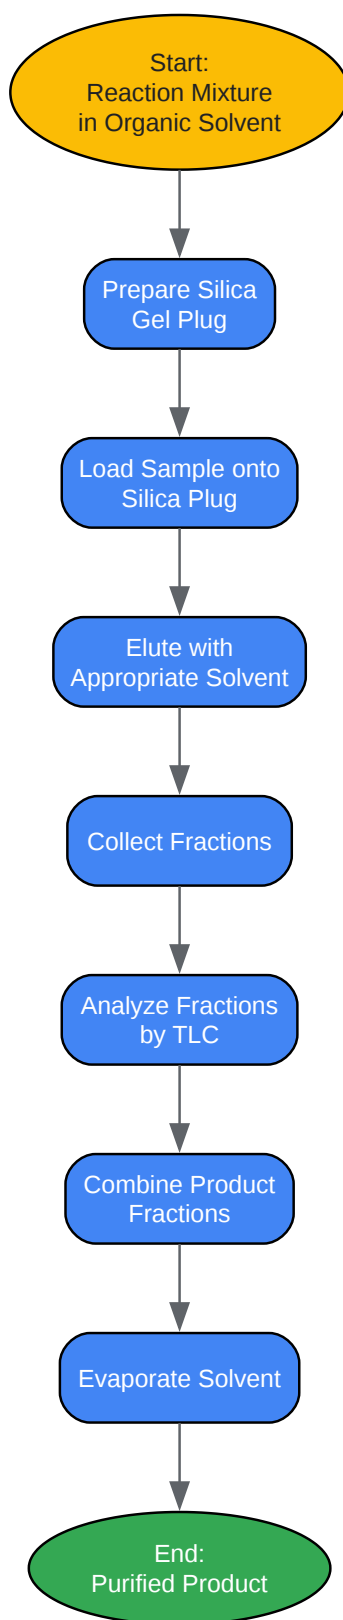 Start:
Reaction Mixture
in Organic Solvent
Prepare Silica
Gel Plug
Load Sample onto
Silica Plug
Elute with
Appropriate Solvent
Collect Fractions
Analyze Fractions
by TLC
Combine Product
Fractions
Evaporate Solvent
End:
Purified Product